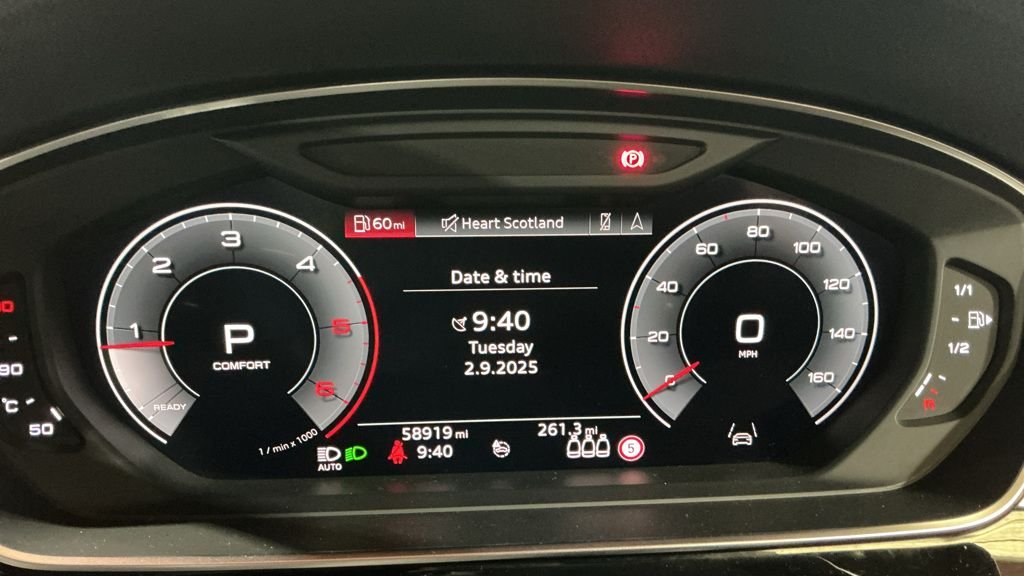 P
60 mi
Heart Scotland
Date & time
9:40
Tuesday
2.9.2025
58919 mi
9:40
261.3 mi
5
AUTO
1
2
3
4
5
6
READY
1 / min x 1000
P
COMFORT
0
20
40
60
80
100
120
140
160
0
MPH
90
°C
50
1/1
1/2
R